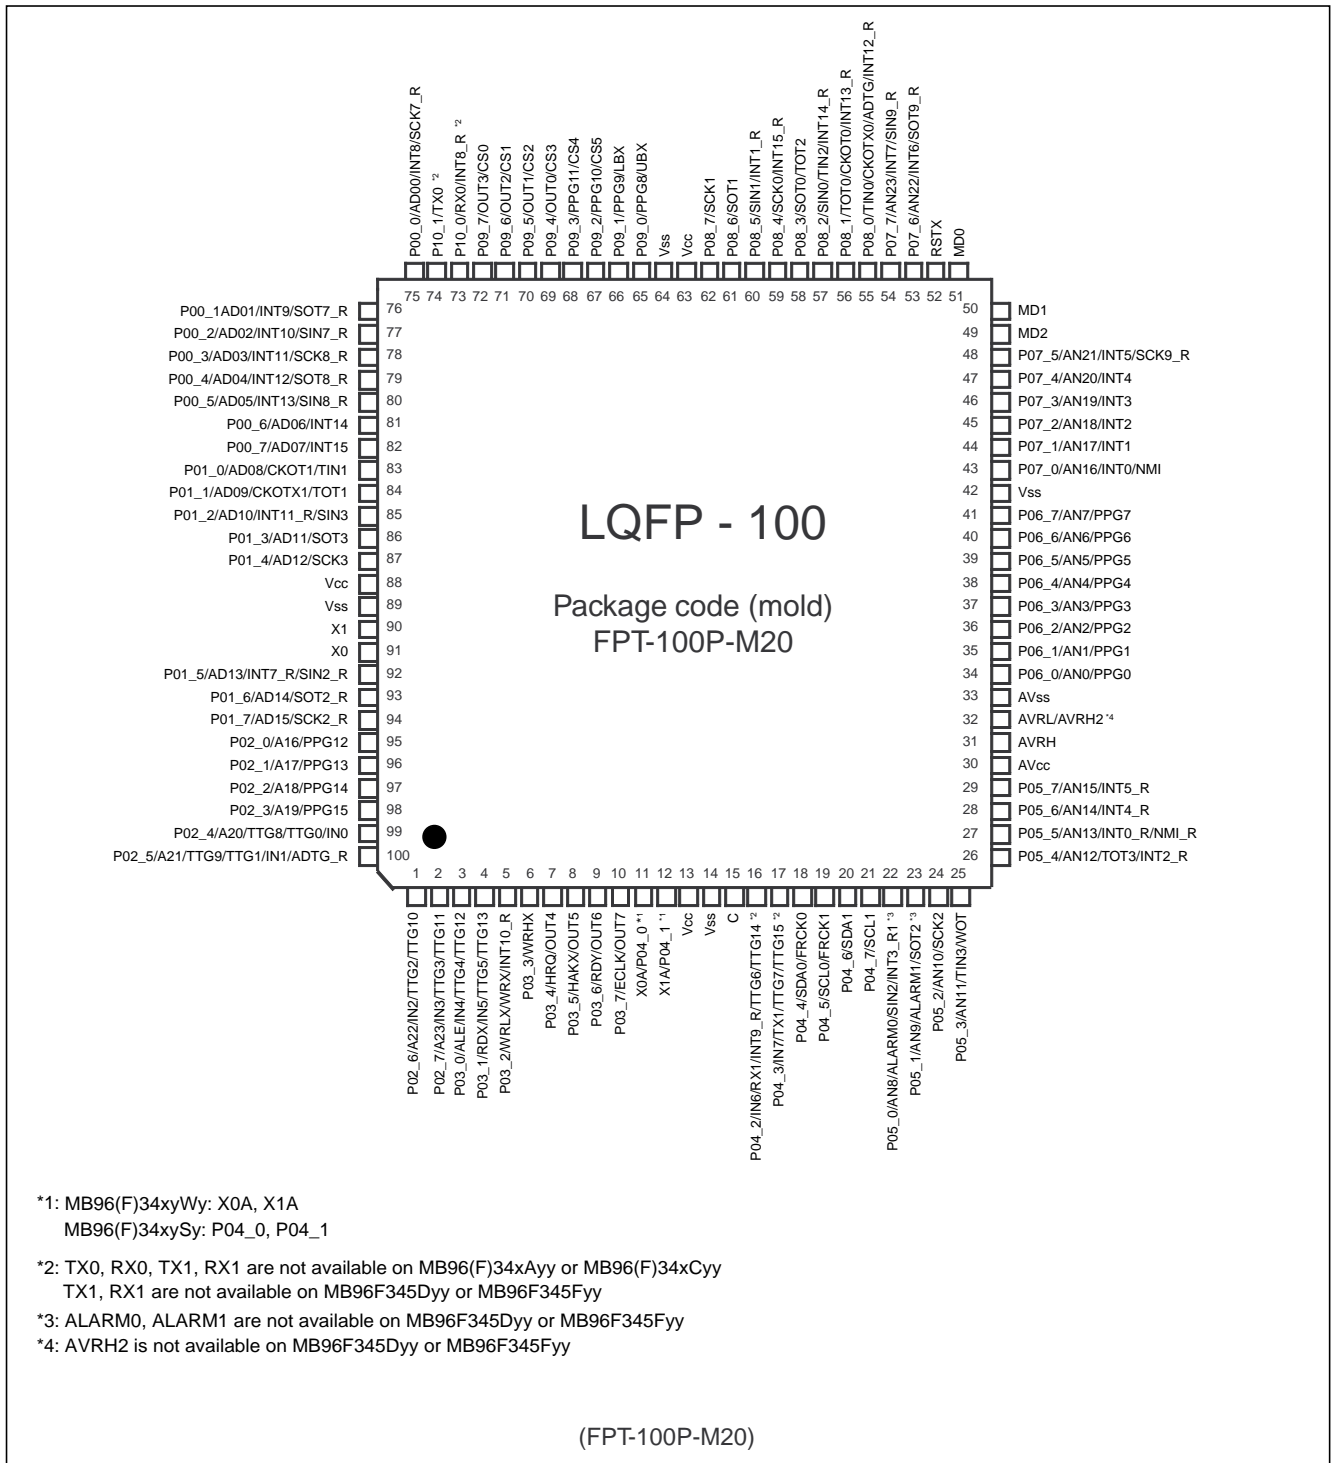 P00_0/AD00/INT8/SCK7_R
P10_1/TX0 *2
P10_0/RX0/INT8_R *2
P09_7/OUT3/CS0
P09_6/OUT2/CS1
P09_5/OUT1/CS2
P09_4/OUT0/CS3
P09_3/PPG11/CS4
P09_2/PPG10/CS5
P09_1/PPG9/LBX
P09_0/PPG8/UBX
Vss
Vcc
P08_7/SCK1
P08_6/SOT1
P08_5/SIN1/INT1_R
P08_4/SCK0/INT15_R
P08_3/SOT0/TOT2
P08_2/SIN0/TIN2/INT14_R
P08_1/TOT0/CKOT0/INT13_R
P08_0/TIN0/CKOTX0/ADTG/INT12_R
P07_7/AN23/INT7/SIN9_R
P07_6/AN22/INT6/SOT9_R
RSTX
MD0
75 74 73 72 71 70 69 68 67 66 65 64 63 62 61 60 59 58 57 56 55 54 53 52 51
P00_1AD01/INT9/SOT7_R 76
P00_2/AD02/INT10/SIN7_R 77
P00_3/AD03/INT11/SCK8_R 78
P00_4/AD04/INT12/SOT8_R 79
P00_5/AD05/INT13/SIN8_R 80
P00_6/AD06/INT14 81
P00_7/AD07/INT15 82
P01_0/AD08/CKOT1/TIN1 83
P01_1/AD09/CKOTX1/TOT1 84
P01_2/AD10/INT11_R/SIN3 85
P01_3/AD11/SOT3 86
P01_4/AD12/SCK3 87
Vcc 88
Vss 89
X1 90
X0 91
P01_5/AD13/INT7_R/SIN2_R 92
P01_6/AD14/SOT2_R 93
P01_7/AD15/SCK2_R 94
P02_0/A16/PPG12 95
P02_1/A17/PPG13 96
P02_2/A18/PPG14 97
P02_3/A19/PPG15 98
P02_4/A20/TTG8/TTG0/IN0 99
P02_5/A21/TTG9/TTG1/IN1/ADTG_R 100
LQFP - 100
Package code (mold)
FPT-100P-M20
50 MD1
49 MD2
48 P07_5/AN21/INT5/SCK9_R
47 P07_4/AN20/INT4
46 P07_3/AN19/INT3
45 P07_2/AN18/INT2
44 P07_1/AN17/INT1
43 P07_0/AN16/INT0/NMI
42 Vss
41 P06_7/AN7/PPG7
40 P06_6/AN6/PPG6
39 P06_5/AN5/PPG5
38 P06_4/AN4/PPG4
37 P06_3/AN3/PPG3
36 P06_2/AN2/PPG2
35 P06_1/AN1/PPG1
34 P06_0/AN0/PPG0
33 AVss
32 AVRL/AVRH2 *4
31 AVRH
30 AVcc
29 P05_7/AN15/INT5_R
28 P05_6/AN14/INT4_R
27 P05_5/AN13/INT0_R/NMI_R
26 P05_4/AN12/TOT3/INT2_R
1 2 3 4 5 6 7 8 9 10 11 12 13 14 15 16 17 18 19 20 21 22 23 24 25
P02_6/A22/IN2/TTG2/TTG10
P02_7/A23/IN3/TTG3/TTG11
P03_0/ALE/IN4/TTG4/TTG12
P03_1/RDX/IN5/TTG5/TTG13
P03_2/WRLX/WRX/INT10_R
P03_3/WRHX
P03_4/HRQ/OUT4
P03_5/HAKX/OUT5
P03_6/RDY/OUT6
P03_7/ECLK/OUT7
X0A/P04_0 *1
X1A/P04_1 *1
Vcc
Vss
C
P04_2/IN6/RX1/INT9_R/TTG6/TTG14 *2
P04_3/IN7/TX1/TTG7/TTG15 *2
P04_4/SDA0/FRCK0
P04_5/SCL0/FRCK1
P04_6/SDA1
P04_7/SCL1
P05_0/AN8/ALARM0/SIN2/INT3_R1 *3
P05_1/AN9/ALARM1/SOT2 *3
P05_2/AN10/SCK2
P05_3/AN11/TIN3/WOT
*1: MB96(F)34xyWy: X0A, X1A
MB96(F)34xySy: P04_0, P04_1
*2: TX0, RX0, TX1, RX1 are not available on MB96(F)34xAyy or MB96(F)34xCyy
TX1, RX1 are not available on MB96F345Dyy or MB96F345Fyy
*3: ALARM0, ALARM1 are not available on MB96F345Dyy or MB96F345Fyy
*4: AVRH2 is not available on MB96F345Dyy or MB96F345Fyy
(FPT-100P-M20)